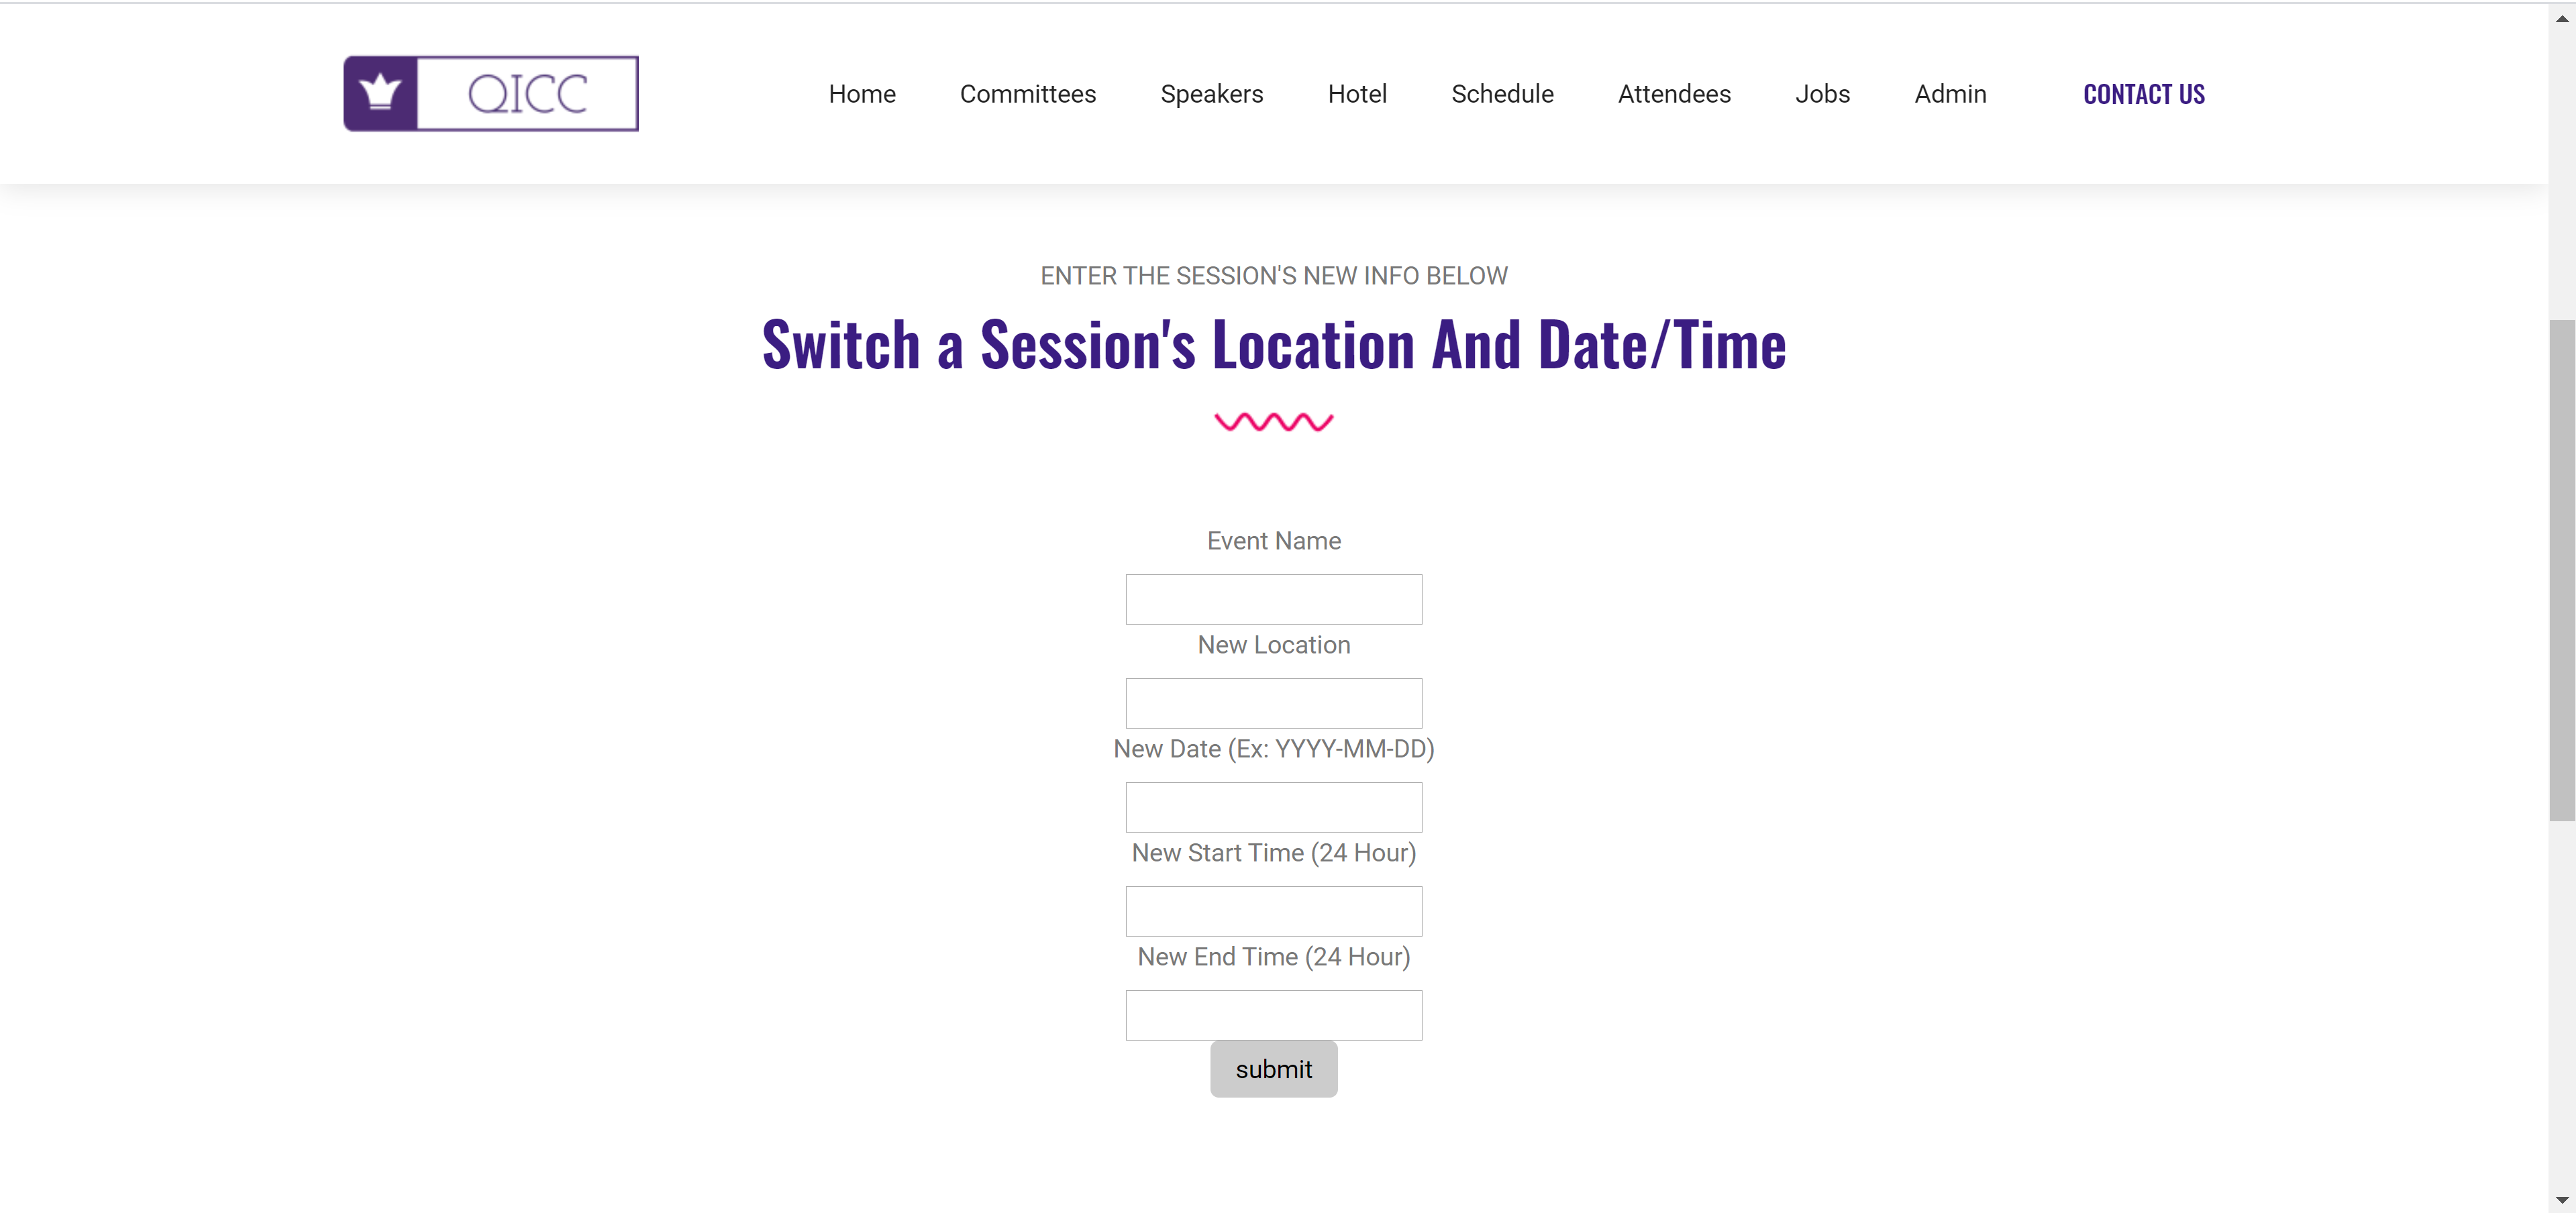 QICC
Home Committees Speakers Hotel Schedule Attendees Jobs Admin CONTACT US
ENTER THE SESSION'S NEW INFO BELOW
Switch a Session's Location And Date/Time
Event Name
New Location
New Date (Ex: YYYY-MM-DD)
New Start Time (24 Hour)
New End Time (24 Hour)
submit